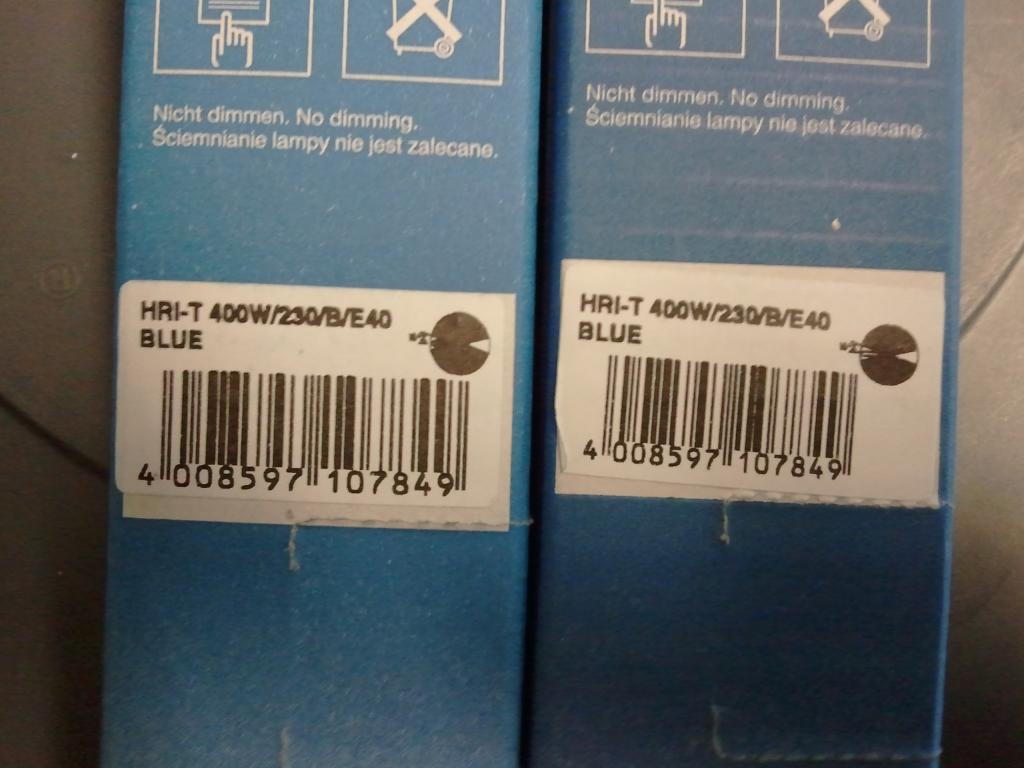 Nicht dimmen. No dimming.
Ściemnianie lampy nie jest zalecane.
HRI-T 400W/230/B/E40
BLUE
4 008597 107849
Nicht dimmen. No dimming.
Ściemnianie lampy nie jest zalecane.
HRI-T 400W/230/B/E40
BLUE
4 008597 107849